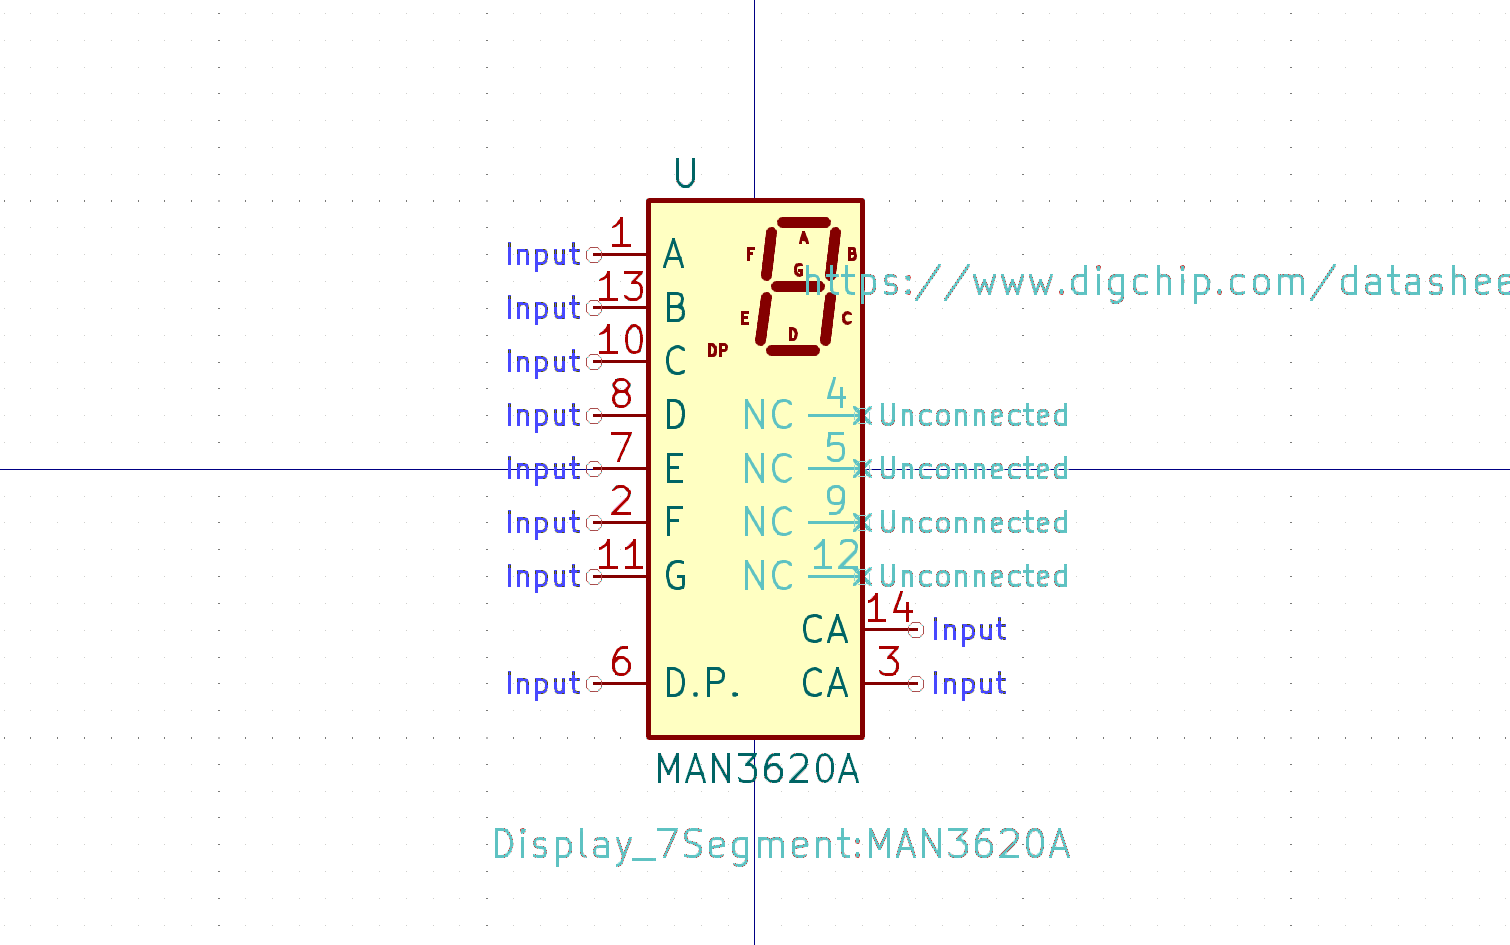 U
Input 1 A
Input 13 B
Input 10 C
Input 8 D
Input 7 E
Input 2 F
Input 11 G
Input 6 D.P.
A
F B
G
E C
D
DP
https://www.digchip.com/datashee
NC 4 Unconnected
NC 5 Unconnected
NC 9 Unconnected
NC 12 Unconnected
CA 14 Input
CA 3 Input
MAN3620A
Display_7Segment:MAN3620A